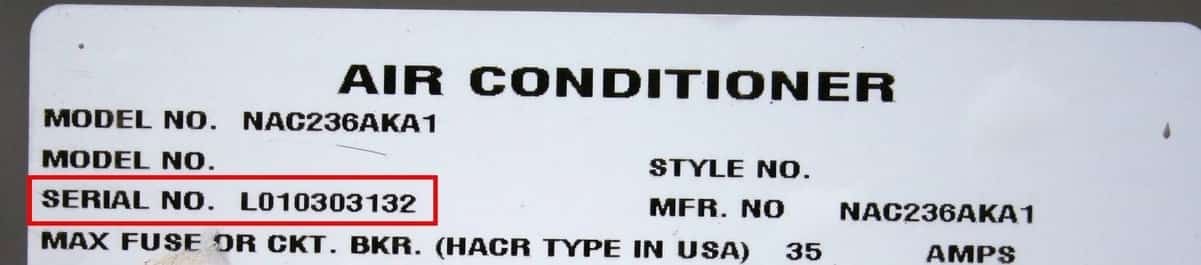 AIR CONDITIONER
MODEL NO. NAC236AKA1
MODEL NO.
STYLE NO.
SERIAL NO. L010303132
MFR. NO NAC236AKA1
MAX FUSE OR CKT. BKR. (HACR TYPE IN USA) 35 AMPS